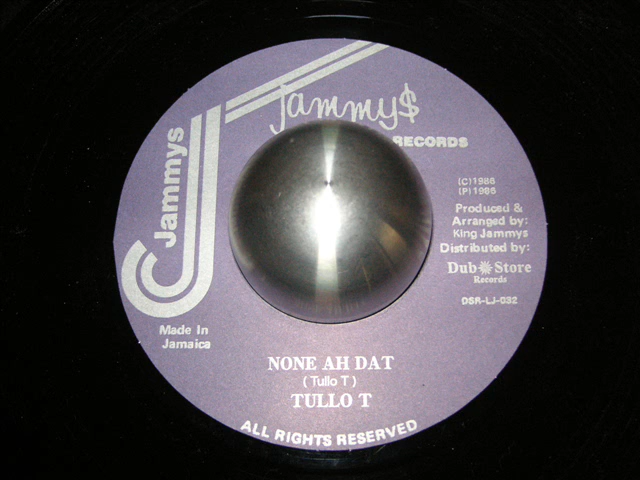 Jammy$
RECORDS
Jammys
(C)1986
(P)1986
Produced &
Arranged by:
King Jammys
Distributed by:
Dub Store
Records
DSR-LJ-032
Made In
Jamaica
NONE AH DAT
(Tullo T)
TULLO T
ALL RIGHTS RESERVED